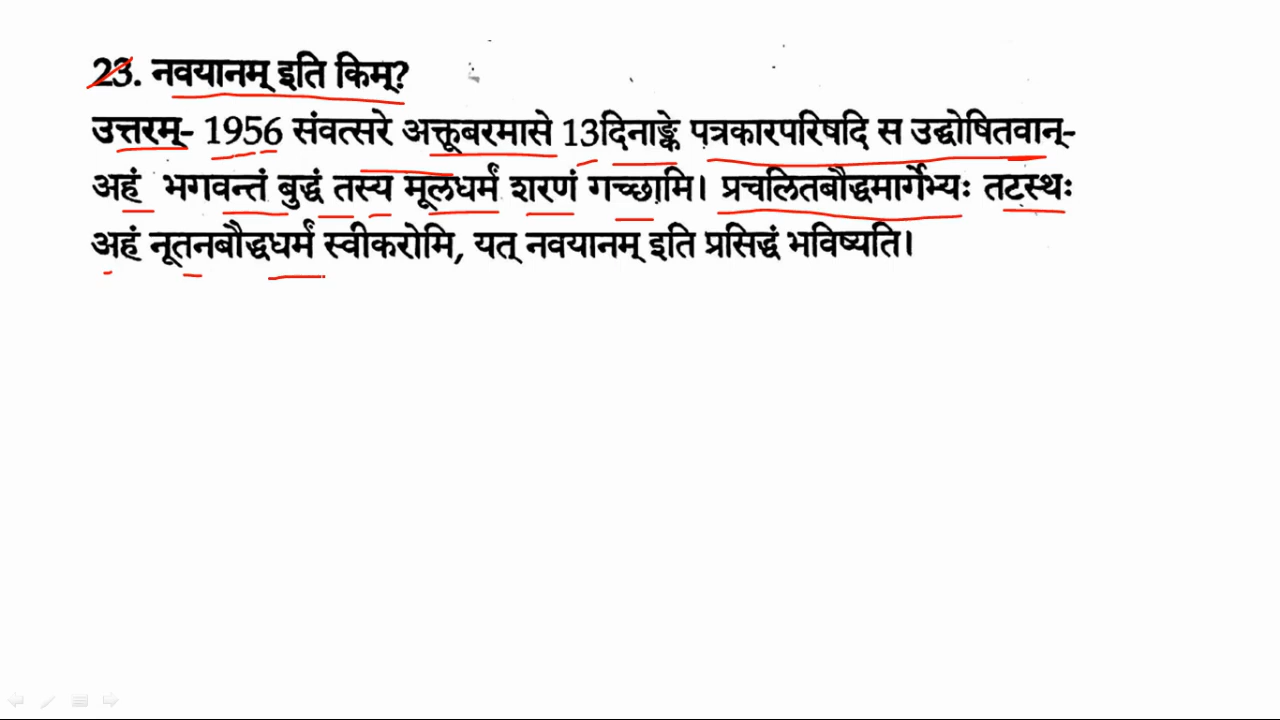 23. नवयानम् इति किम्?
उत्तरम्- 1956 संवत्सरे अक्तूबरमासे 13दिनाङ्के पत्रकारपरिषदि स उद्घोषितवान्-
अहं भगवन्तं बुद्धं तस्य मूलधर्मं शरणं गच्छामि। प्रचलितबौद्धमार्गेभ्यः तटस्थः
अहं नूतनबौद्धधर्मं स्वीकरोमि, यत् नवयानम् इति प्रसिद्धं भविष्यति।